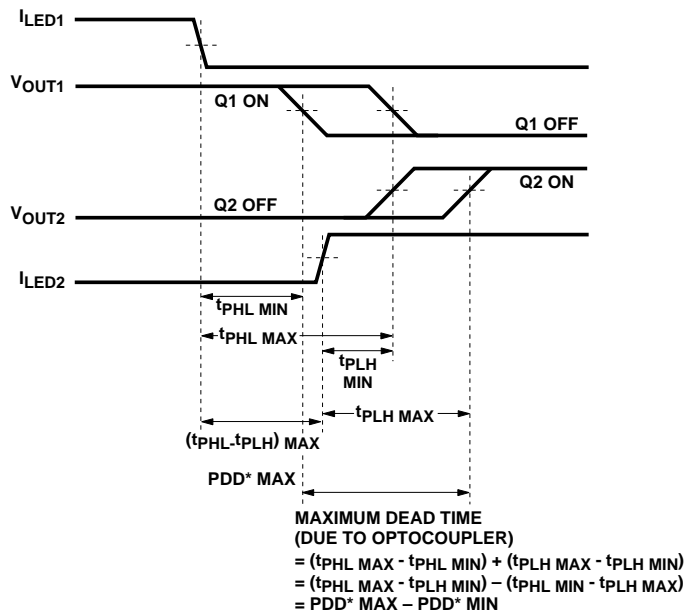 ILED1
VOUT1
Q1 ON
Q1 OFF
Q2 ON
Q2 OFF
VOUT2
ILED2
tPHL MIN
tPHL MAX
tPLH
MIN
tPLH MAX
(tPHL-tPLH) MAX
PDD* MAX
MAXIMUM DEAD TIME
(DUE TO OPTOCOUPLER)
= (tPHL MAX - tPHL MIN) + (tPLH MAX - tPLH MIN)
= (tPHL MAX - tPLH MIN) – (tPHL MIN - tPLH MAX)
= PDD* MAX – PDD* MIN